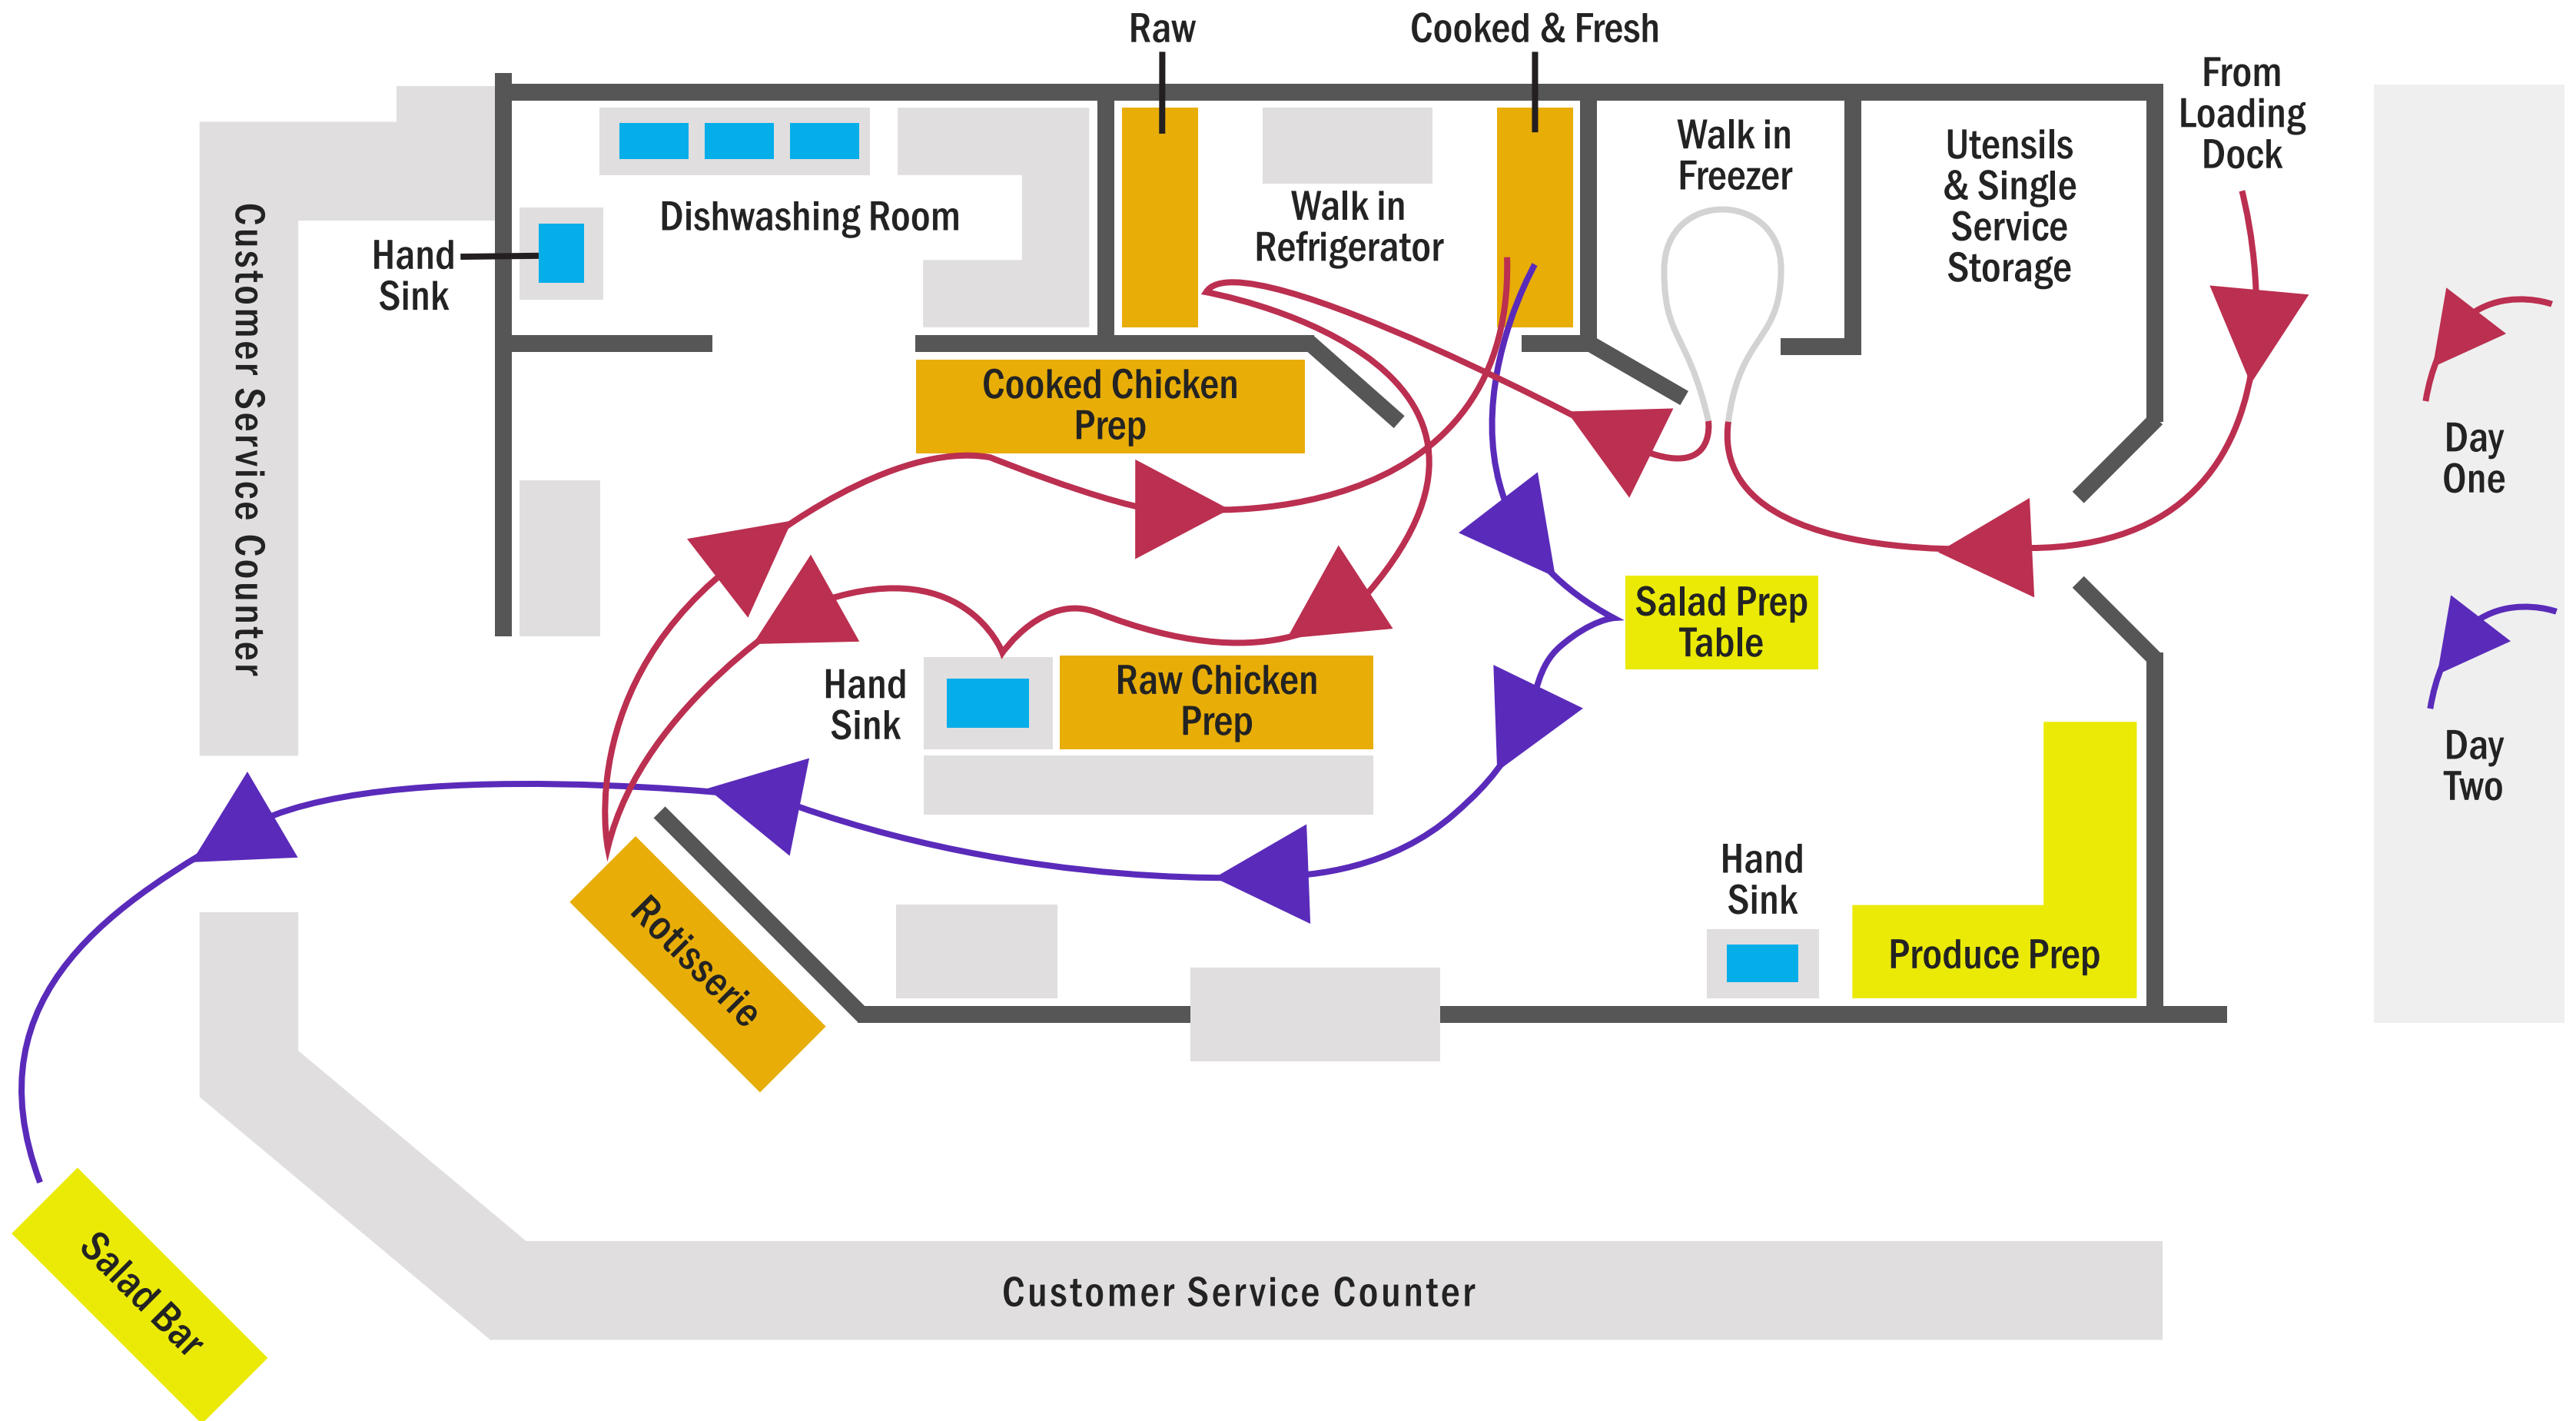 Raw
Cooked & Fresh
From
Loading
Dock
Walk in
Freezer
Utensils
& Single
Service
Storage
Dishwashing Room
Walk in
Refrigerator
Hand
Sink
Customer Service Counter
Cooked Chicken
Prep
Day
One
Salad Prep
Table
Hand
Sink
Raw Chicken
Prep
Day
Two
Hand
Sink
Produce Prep
Rotisserie
Salad Bar
Customer Service Counter